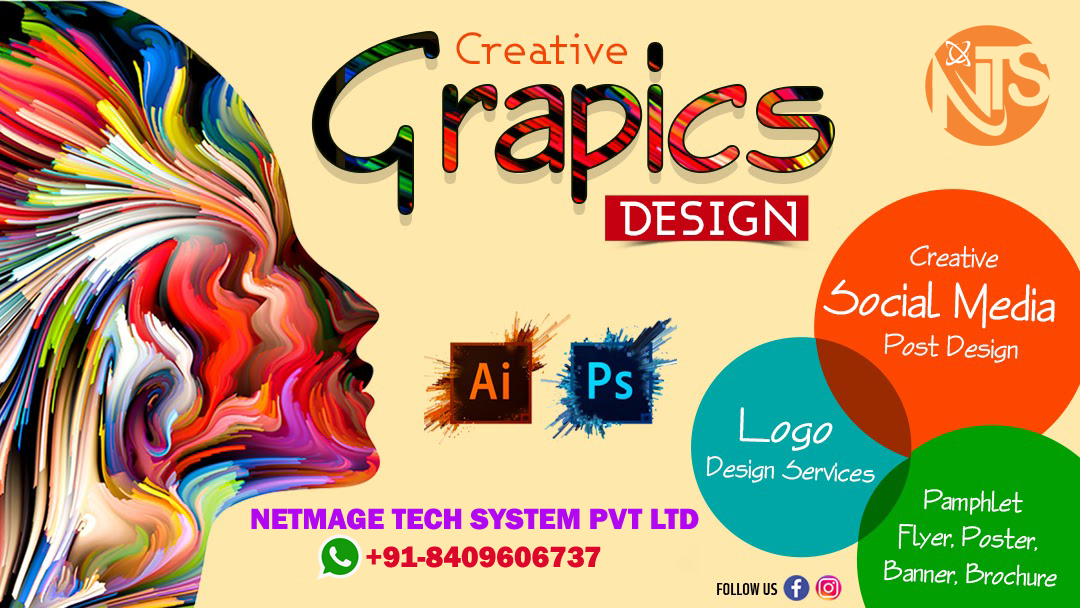 Creative
Grapics
DESIGN
NTS
Creative
Social Media
Post Design
Ai
Ps
Logo
Design Services
Pamphlet
Flyer, Poster,
Banner, Brochure
NETMAGE TECH SYSTEM PVT LTD
+91-8409606737
FOLLOW US